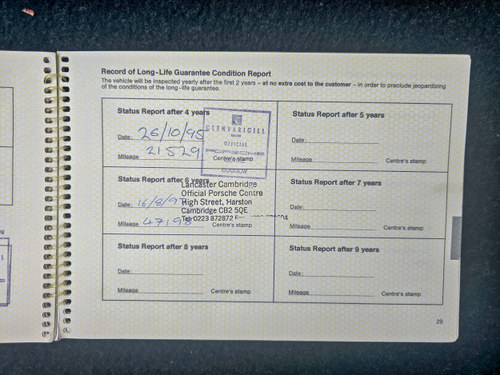 Record of Long-Life Guarantee Condition Report
The vehicle will be inspected yearly after the first 2 years – at no extra cost to the customer – in order to preclude jeopardizing
of the conditions of the long-life guarantee.
Status Report after 4 years
Date: 26/10/95
Mileage 21529 Centre's stamp
GLENVARIGILL
OFFICIAL
Status Report after 5 years
Date:
Mileage Centre's stamp
Status Report after 6 years
Date: 16/8/97
Mileage 47195 Centre's stamp
Lancaster Cambridge
Official Porsche Centre
High Street, Harston
Cambridge CB2 5QE
Tel 0223 872872 F
Status Report after 7 years
Date:
Mileage Centre's stamp
Status Report after 8 years
Date:
Mileage Centre's stamp
Status Report after 9 years
Date:
Mileage Centre's stamp
29